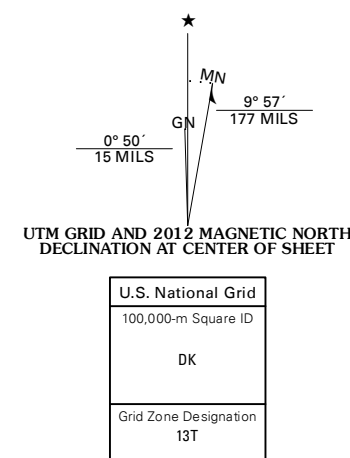 ★
MN
GN
9° 57´
177 MILS
0° 50´
15 MILS
UTM GRID AND 2012 MAGNETIC NORTH
DECLINATION AT CENTER OF SHEET
U.S. National Grid
100,000-m Square ID
DK
Grid Zone Designation
13T